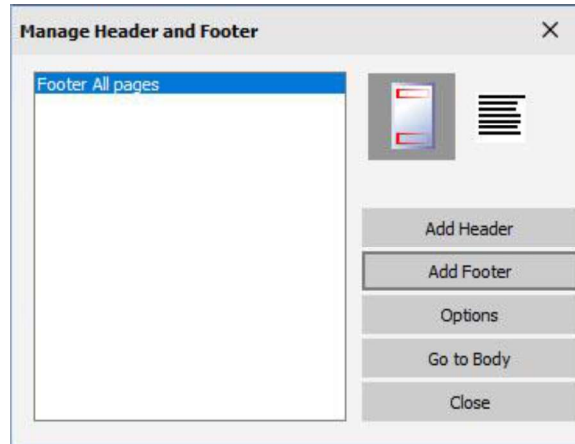 Manage Header and Footer
Footer All pages
Add Header
Add Footer
Options
Go to Body
Close